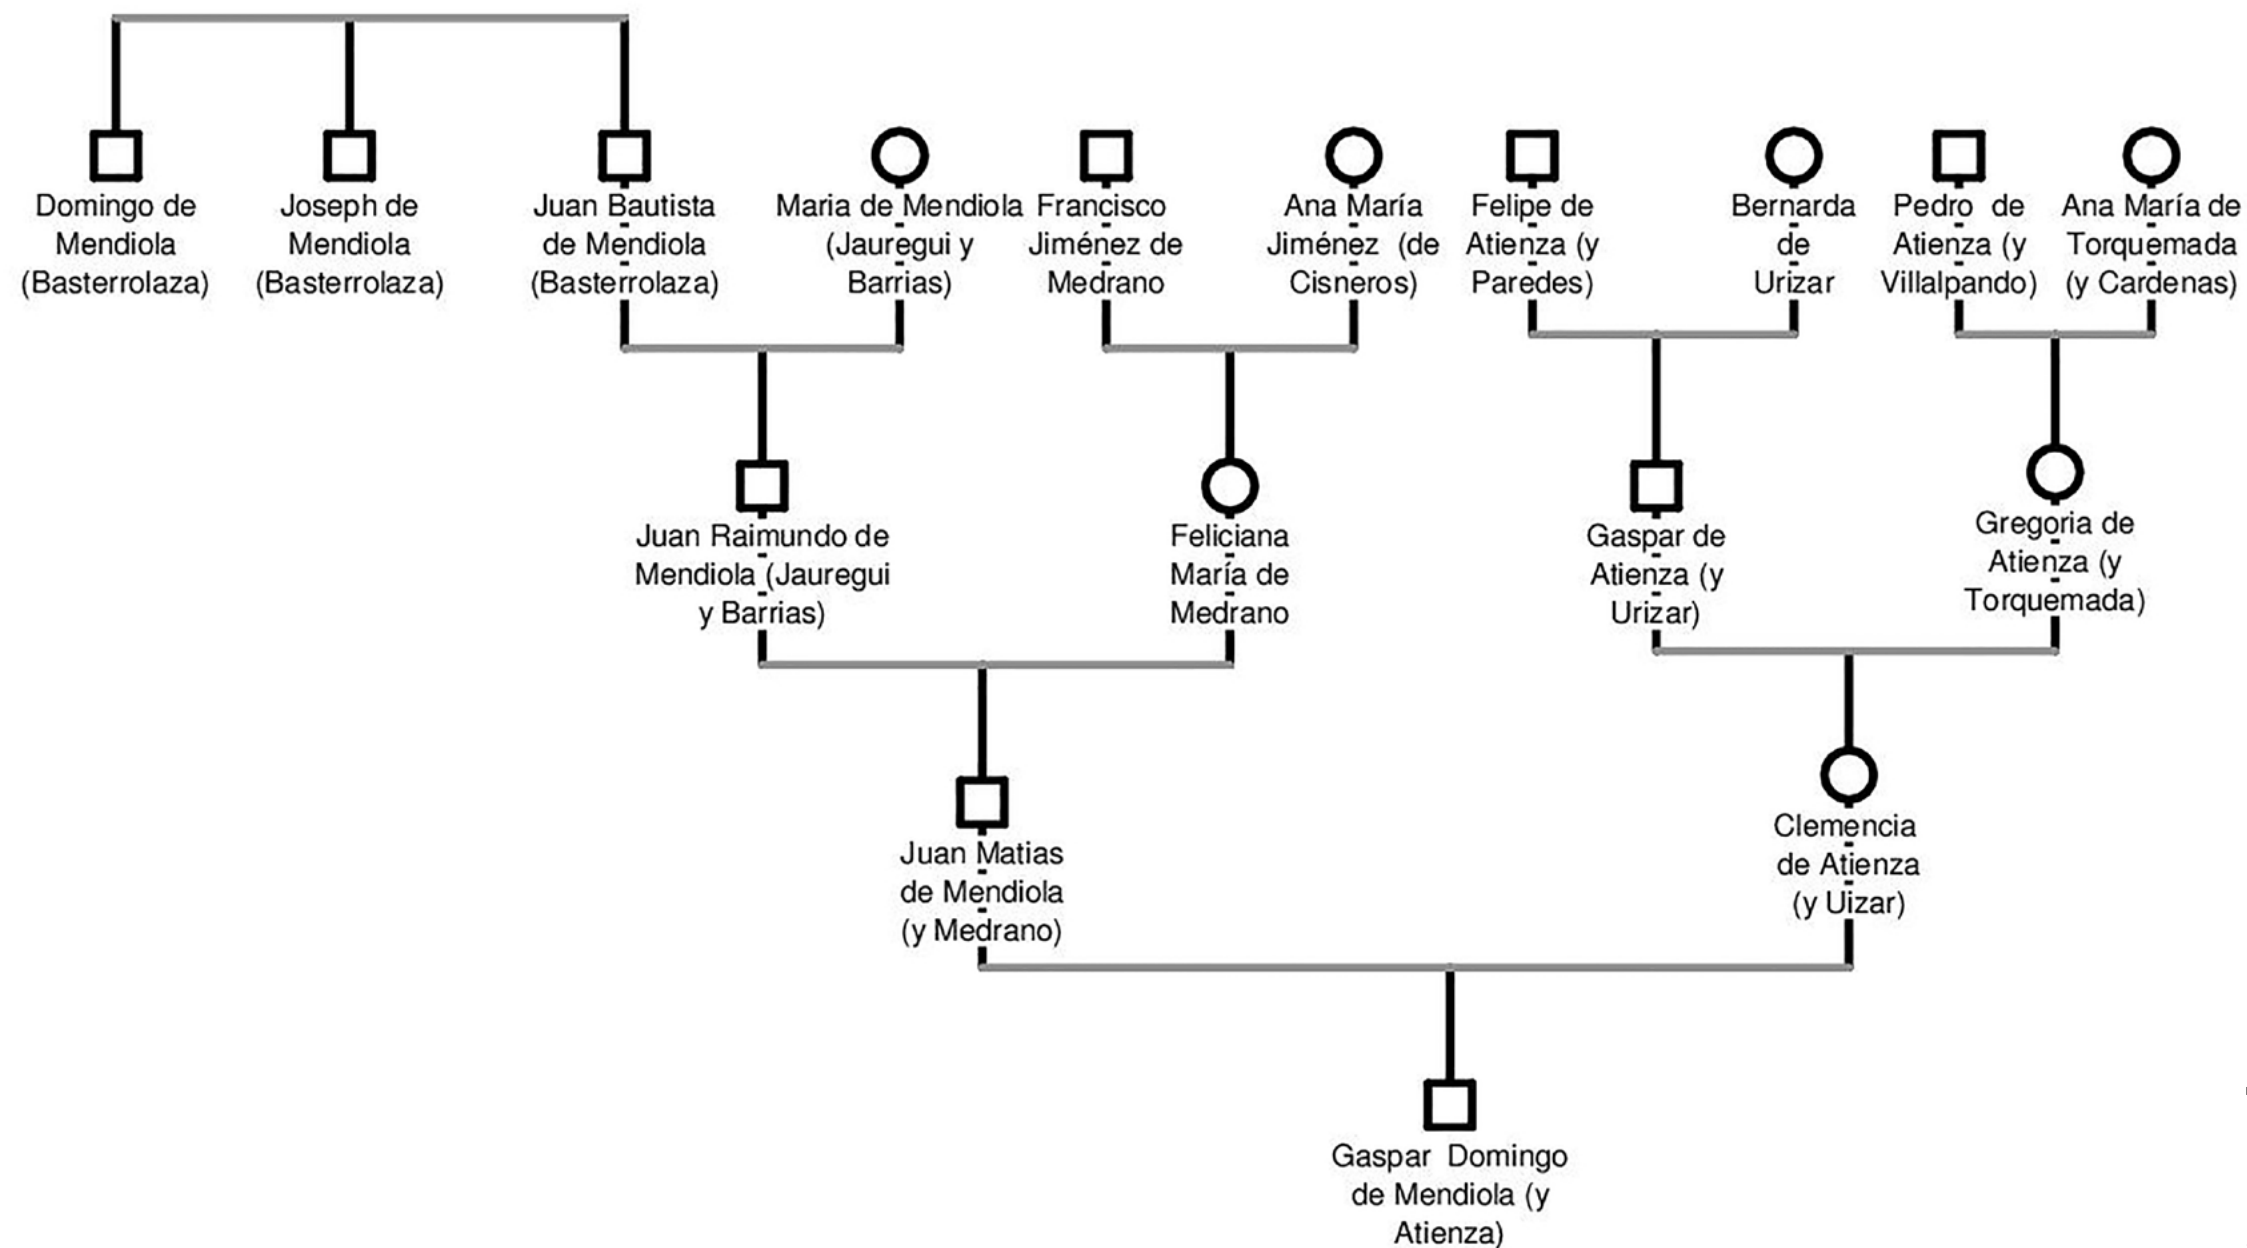 Domingo de
Mendiola
(Basterrolaza)
Joseph de
Mendiola
(Basterrolaza)
Juan Bautista
de Mendiola
(Basterrolaza)
Maria de Mendiola
(Jauregui y
Barrias)
Francisco
Jiménez de
Medrano
Ana María
Jiménez (de
Cisneros)
Felipe de
Atienza (y
Paredes)
Bernarda
de
Urizar
Pedro de
Atienza (y
Villalpando)
Ana María de
Torquemada
(y Cardenas)
Juan Raimundo de
Mendiola (Jauregui
y Barrias)
Feliciana
María de
Medrano
Gaspar de
Atienza (y
Urizar)
Gregoria de
Atienza (y
Torquemada)
Juan Matias
de Mendiola
(y Medrano)
Clemencia
de Atienza
(y Uizar)
Gaspar Domingo
de Mendiola (y
Atienza)